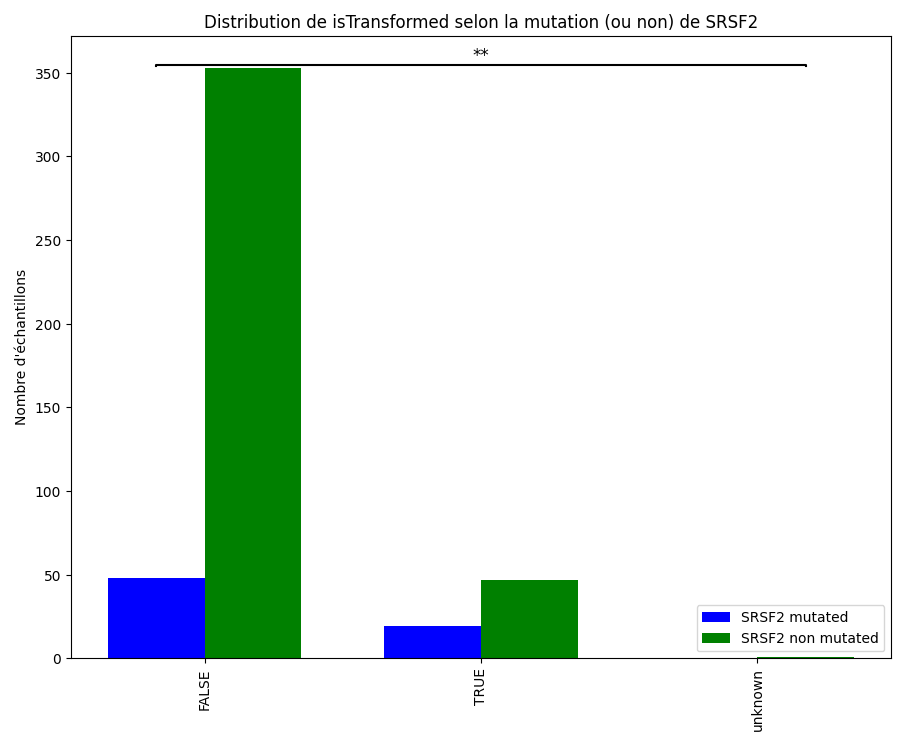 Distribution de isTransformed selon la mutation (ou non) de SRSF2
**
350
300
250
200
150
100
50
0
Nombre d'échantillons
FALSE
TRUE
unknown
SRSF2 mutated
SRSF2 non mutated